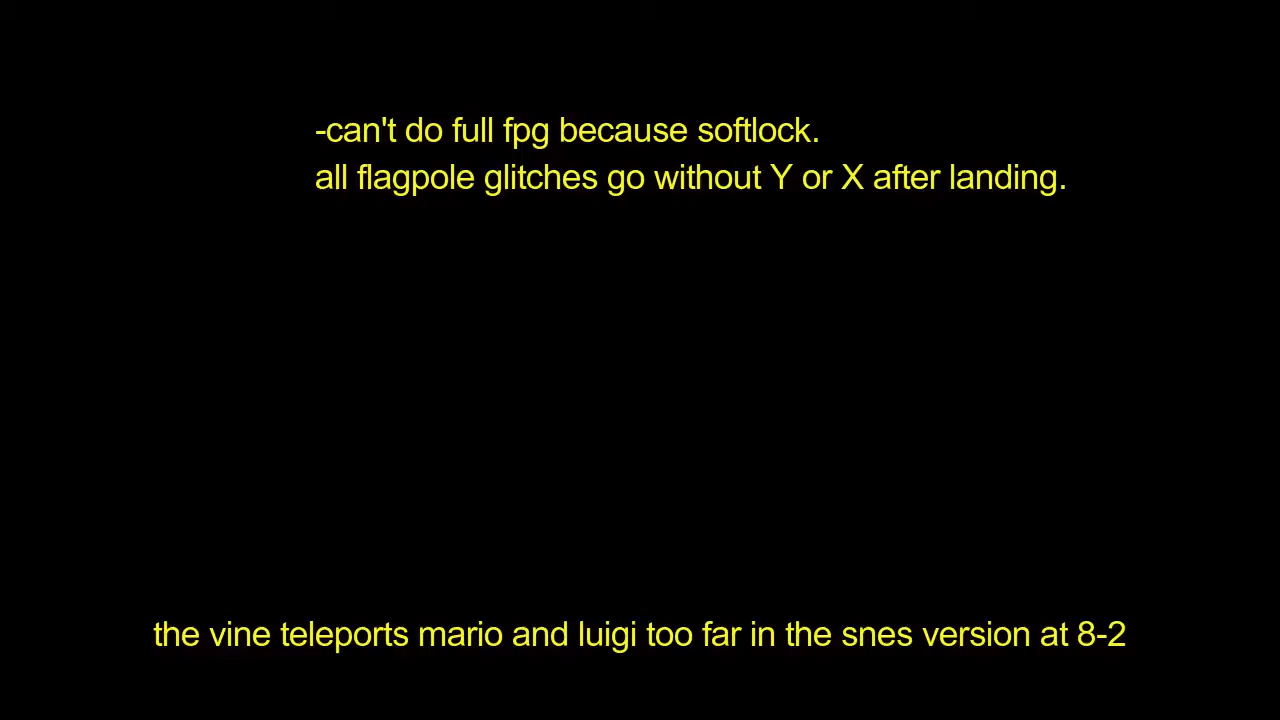 -can't do full fpg because softlock.
all flagpole glitches go without Y or X after landing.
the vine teleports mario and luigi too far in the snes version at 8-2